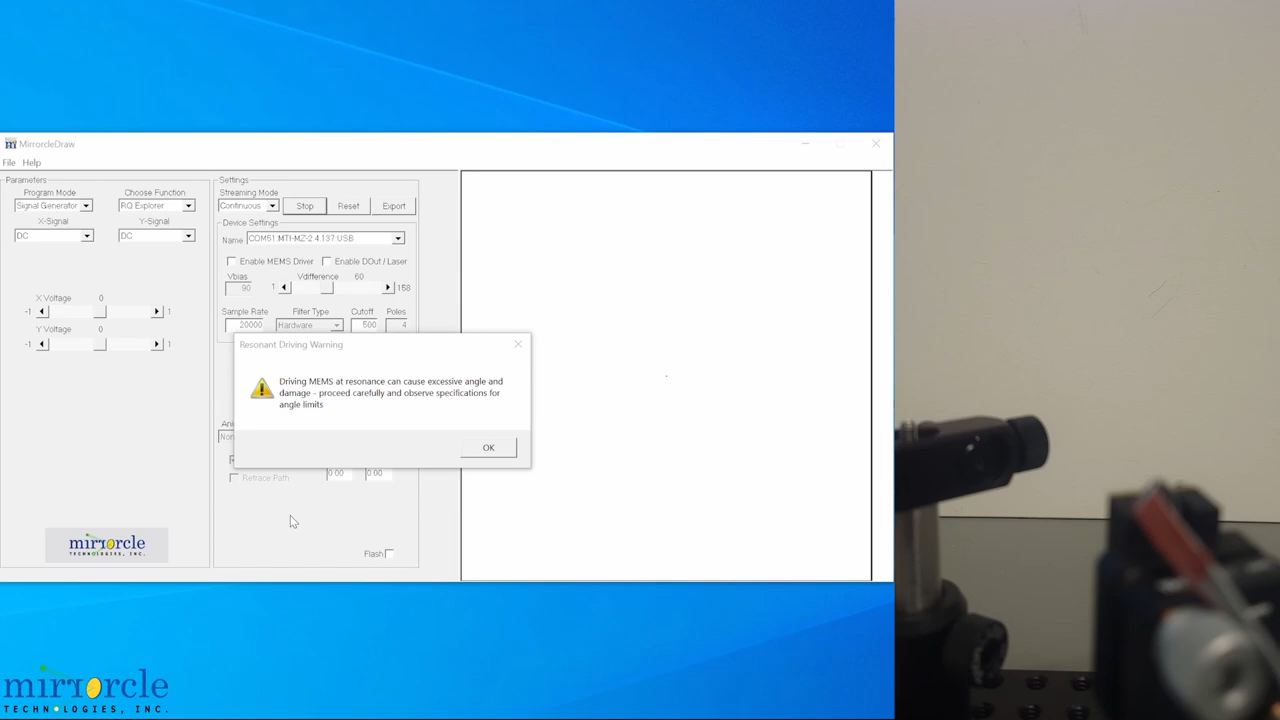 MirrorcleDraw
File Help
Parameters
Program Mode Choose Function
Signal Generator RQ Explorer
X-Signal Y-Signal
DC DC
X Voltage 0
-1 1
Y Voltage 0
-1 1
mirrorcle
TECHNOLOGIES, INC.
Settings
Streaming Mode
Continuous Stop Reset Export
Device Settings
Name COM51:MTI-MZ-2.4.137:USB
Enable MEMS Driver Enable DOut / Laser
Vbias Vdifference 60
90 1 158
Sample Rate Filter Type Cutoff Poles
20000 Hardware 500 4
Resonant Driving Warning
Driving MEMS at resonance can cause excessive angle and
damage - proceed carefully and observe specifications for
angle limits
OK
0.00 0.00
Retrace Path
Flash
mirrorcle
TECHNOLOGIES, INC.